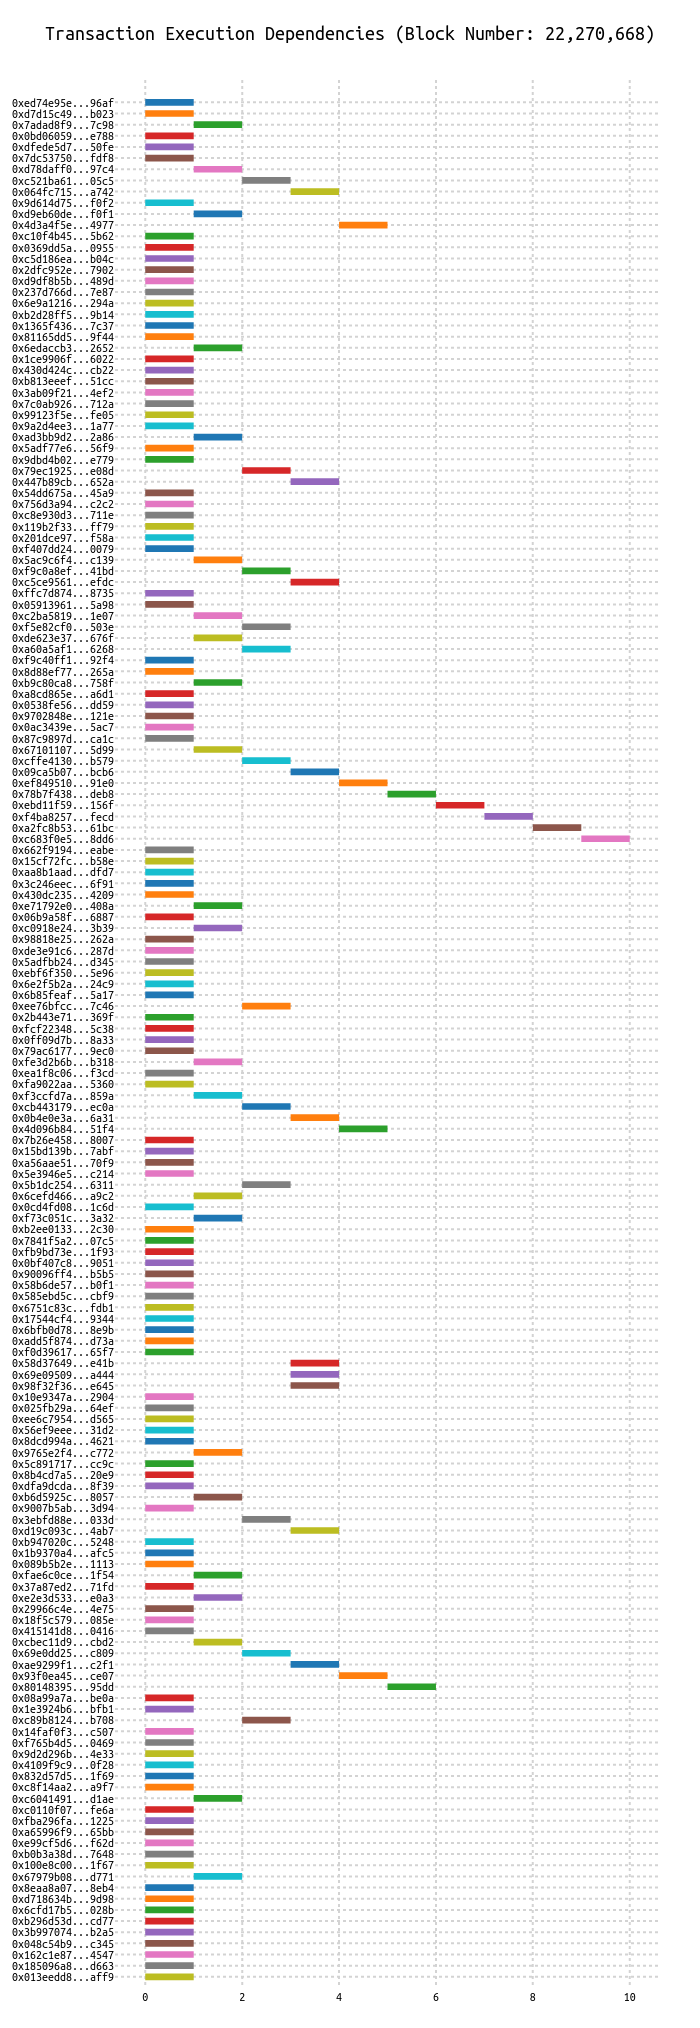 Transaction Execution Dependencies (Block Number: 22,270,668)
0xed74e95e...96af
0xd7d15c49...b023
0x7adad8f9...7c98
0x0bd06059...e788
0xdfede5d7...50fe
0x7dc53750...fdf8
0xd78daff0...97c4
0xc521ba61...05c5
0x064fc715...a742
0x9d614d75...f0f2
0xd9eb60de...f0f1
0x4d3a4f5e...4977
0xc10f4b45...5b62
0x0369dd5a...0955
0xc5d186ea...b04c
0x2dfc952e...7902
0xd9df8b5b...489d
0x237d766d...7e87
0x6e9a1216...294a
0xb2d28ff5...9b14
0x1365f436...7c37
0x81165dd5...9f44
0x6edaccb3...2652
0x1ce9906f...6022
0x430d424c...cb22
0xb813eeef...51cc
0x3ab09f21...4ef2
0x7c0ab926...712a
0x99123f5e...fe05
0x9a2d4ee3...1a77
0xad3bb9d2...2a86
0x5adf77e6...56f9
0x9dbd4b02...e779
0x79ec1925...e08d
0x447b89cb...652a
0x54dd675a...45a9
0x756d3a94...c2c2
0xc8e930d3...711e
0x119b2f33...ff79
0x201dce97...f58a
0xf407dd24...0079
0x5ac9c6f4...c139
0xf9c0a8ef...41bd
0xc5ce9561...efdc
0xffc7d874...8735
0x05913961...5a98
0xc2ba5819...1e07
0xf5e82cf0...503e
0xde623e37...676f
0xa60a5af1...6268
0xf9c40ff1...92f4
0x8d88ef77...265a
0xb9c80ca8...758f
0xa8cd865e...a6d1
0x0538fe56...dd59
0x9702848e...121e
0x0ac3439e...5ac7
0x87c9897d...ca1c
0x67101107...5d99
0xcffe4130...b579
0x09ca5b07...bcb6
0xef849510...91e0
0x78b7f438...deb8
0xebd11f59...156f
0xf4ba8257...fecd
0xa2fc8b53...61bc
0xc683f0e5...8dd6
0x662f9194...eabe
0x15cf72fc...b58e
0xaa8b1aad...dfd7
0x3c246eec...6f91
0x430dc235...4209
0xe71792e0...408a
0x06b9a58f...6887
0xc0918e24...3b39
0x98818e25...262a
0xde3e91c6...287d
0x5adfbb24...d345
0xebf6f350...5e96
0x6e2f5b2a...24c9
0x6b85feaf...5a17
0xee76bfcc...7c46
0x2b443e71...369f
0xfcf22348...5c38
0x0ff09d7b...8a33
0x79ac6177...9ec0
0xfe3d2b6b...b318
0xea1f8c06...f3cd
0xfa9022aa...5360
0xf3ccfd7a...859a
0xcb443179...ec0a
0x0b4e0e3a...6a31
0x4d096b84...51f4
0x7b26e458...8007
0x15bd139b...7abf
0xa56aae51...70f9
0x5e3946e5...c214
0x5b1dc254...6311
0x6cefd466...a9c2
0x0cd4fd08...1c6d
0xf73c051c...3a32
0xb2ee0133...2c30
0x7841f5a2...07c5
0xfb9bd73e...1f93
0x0bf407c8...9051
0x90096ff4...b5b5
0x58b6de57...b0f1
0x585ebd5c...cbf9
0x6751c83c...fdb1
0x17544cf4...9344
0x6bfb0d78...8e9b
0xadd5f874...d73a
0xf0d39617...65f7
0x58d37649...e41b
0x69e09509...a444
0x98f32f36...e645
0x10e9347a...2904
0x025fb29a...64ef
0xee6c7954...d565
0x56ef9eee...31d2
0x8dcd994a...4621
0x9765e2f4...c772
0x5c891717...cc9c
0x8b4cd7a5...20e9
0xdfa9dcda...8f39
0xb6d5925c...8057
0x9007b5ab...3d94
0x3ebfd88e...033d
0xd19c093c...4ab7
0xb947020c...5248
0x1b9370a4...afc5
0x089b5b2e...1113
0xfae6c0ce...1f54
0x37a87ed2...71fd
0xe2e3d533...e0a3
0x29966c4e...4e75
0x18f5c579...085e
0x415141d8...0416
0xcbec11d9...cbd2
0x69e0dd25...c809
0xae9299f1...c2f1
0x93f0ea45...ce07
0x80148395...95dd
0x08a99a7a...be0a
0x1e3924b6...bfb1
0xc89b8124...b708
0x14faf0f3...c507
0xf765b4d5...0469
0x9d2d296b...4e33
0x4109f9c9...0f28
0x832d57d5...1f69
0xc8f14aa2...a9f7
0xc6041491...d1ae
0xc0110f07...fe6a
0xfba296fa...1225
0xa65996f9...65bb
0xe99cf5d6...f62d
0xb0b3a38d...7648
0x100e8c00...1f67
0x67979b08...d771
0x8eaa8a07...8eb4
0xd718634b...9d98
0x6cfd17b5...028b
0xb296d53d...cd77
0x3b997074...b2a5
0x048c54b9...c345
0x162c1e87...4547
0x185096a8...d663
0x013eedd8...aff9
0 2 4 6 8 10